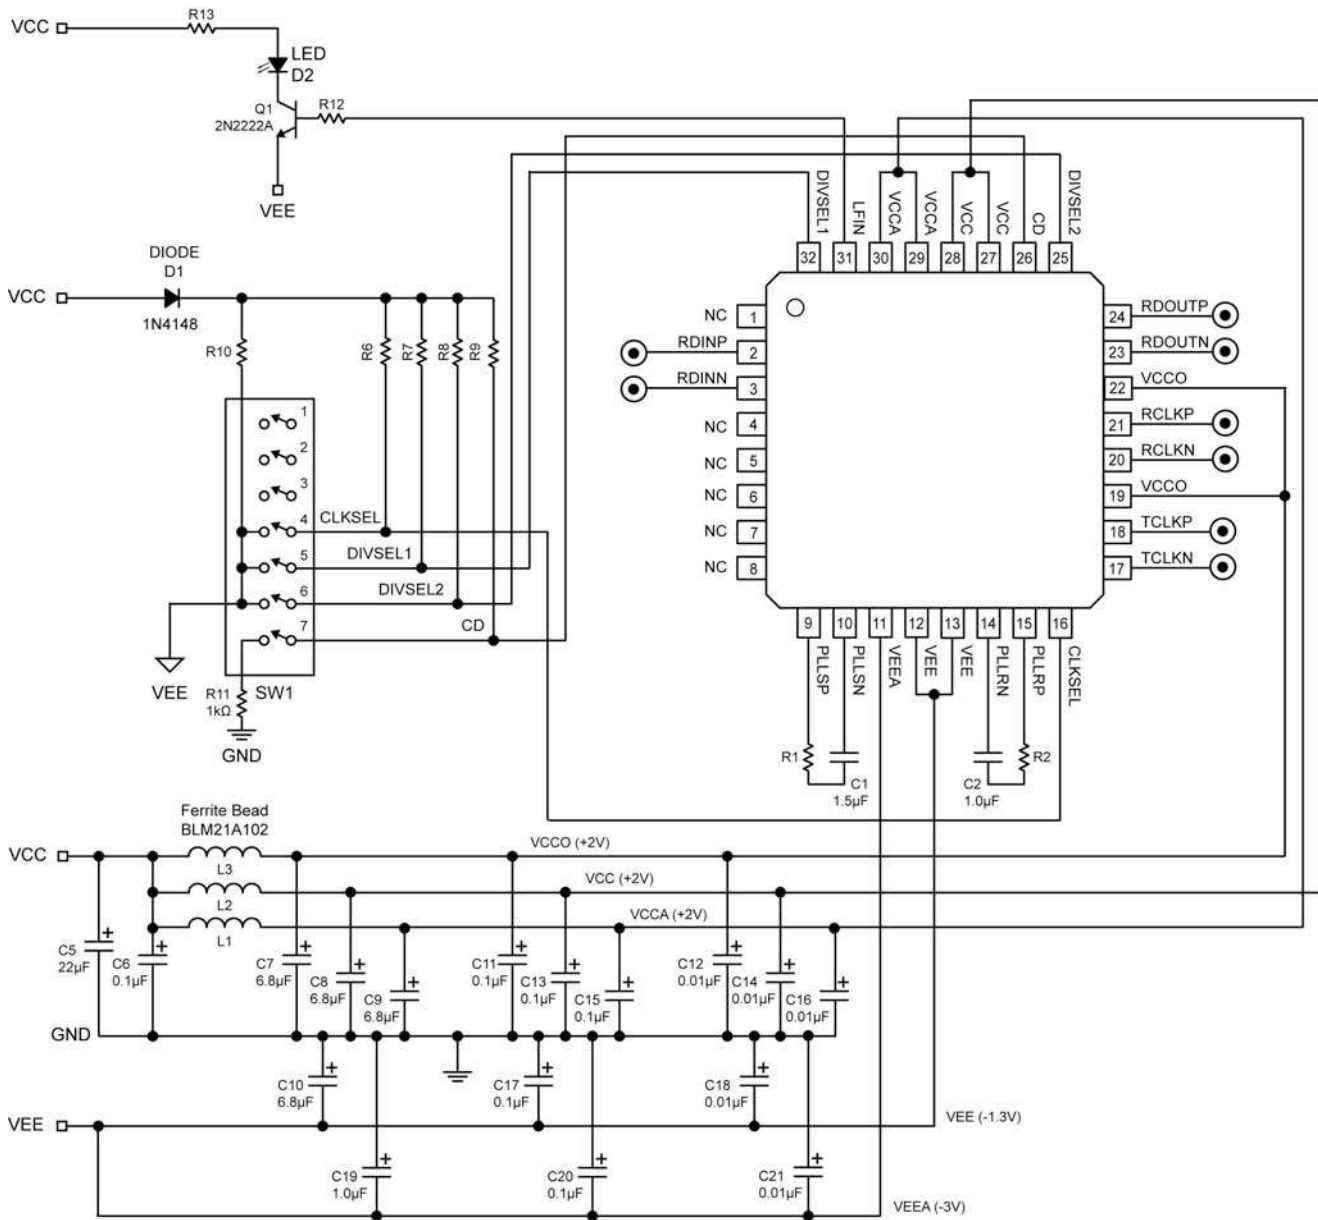 VCC
R13
LED
D2
Q1
2N2222A
R12
VEE
DIODE
D1
VCC
1N4148
R10
R6
R7
R8
R9
1
2
3
4
5
6
7
CLKSEL
DIVSEL1
DIVSEL2
CD
VEE
SW1
R11
1kΩ
GND
DIVSEL1
LFIN
VCCA
VCCA
VCC
VCC
CD
DIVSEL2
32
31
30
29
28
27
26
25
NC
1
RDINP
2
RDINN
3
NC
4
NC
5
NC
6
NC
7
NC
8
24
RDOUTP
23
RDOUTN
22
VCCO
21
RCLKP
20
RCLKN
19
VCCO
18
TCLKP
17
TCLKN
9
10
11
12
13
14
15
16
PLLSP
PLLSN
VEEA
VEE
VEE
PLLRN
PLLRP
CLKSEL
R1
C1
1.5µF
C2
1.0µF
R2
Ferrite Bead
BLM21A102
VCC
L3
L2
L1
VCCO (+2V)
VCC (+2V)
VCCA (+2V)
C5
22µF
C6
0.1µF
C7
6.8µF
C8
6.8µF
C9
6.8µF
C11
0.1µF
C13
0.1µF
C15
0.1µF
C12
0.01µF
C14
0.01µF
C16
0.01µF
GND
C10
6.8µF
C17
0.1µF
C18
0.01µF
VEE
VEE (-1.3V)
C19
1.0µF
C20
0.1µF
C21
0.01µF
VEEA (-3V)